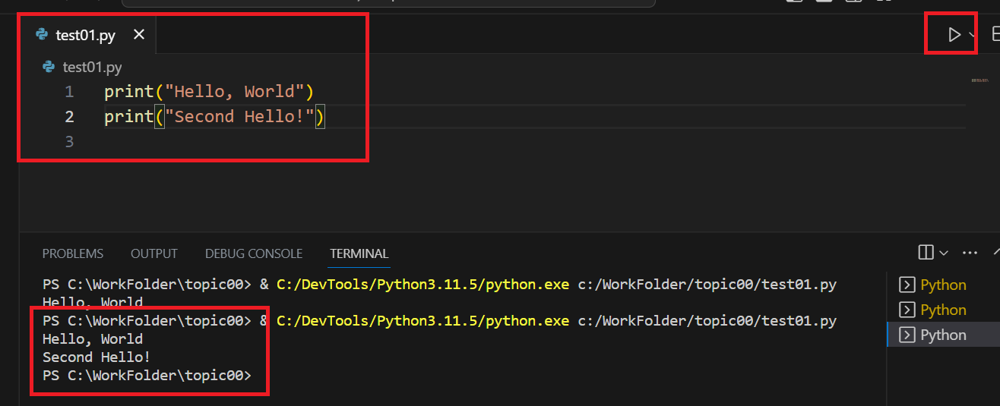 test01.py
test01.py
1 print("Hello, World")
2 print("Second Hello!")
3
PROBLEMS OUTPUT DEBUG CONSOLE TERMINAL
PS C:\WorkFolder\topic00> & C:/DevTools/Python3.11.5/python.exe c:/WorkFolder/topic00/test01.py
Hello, World
PS C:\WorkFolder\topic00> & C:/DevTools/Python3.11.5/python.exe c:/WorkFolder/topic00/test01.py
Hello, World
Second Hello!
PS C:\WorkFolder\topic00>
Python
Python
Python